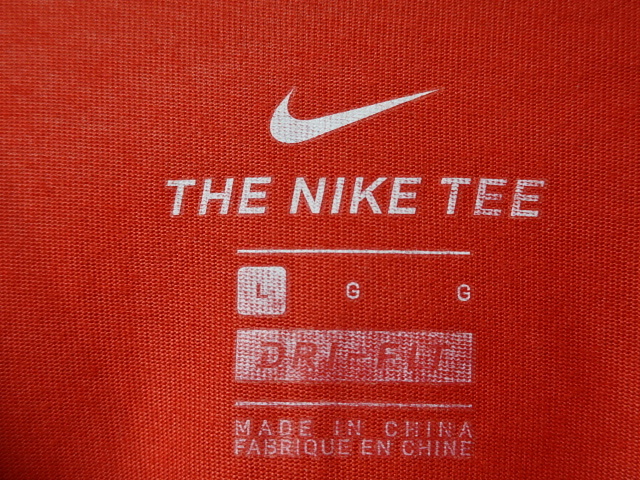 THE NIKE TEE
L G G
DRI-FIT
MADE IN CHINA
FABRIQUE EN CHINE